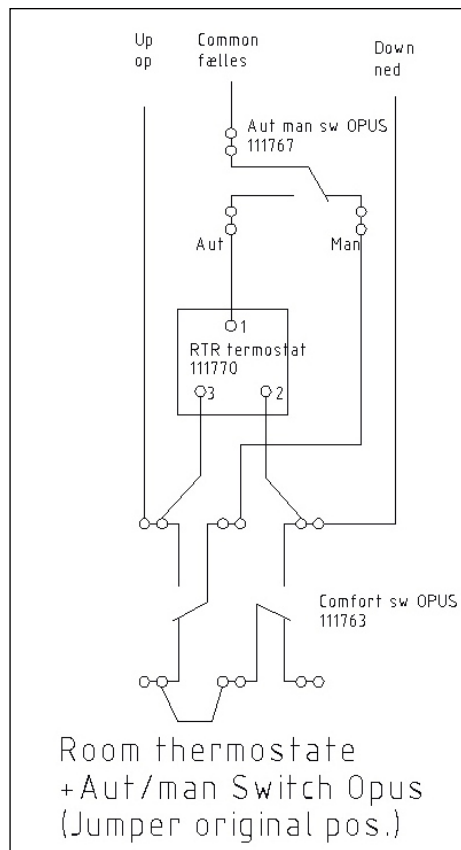 Up
op
Common
fælles
Down
ned
Aut man sw OPUS
111767
Aut
Man
1
RTR termostat
111770
3
2
Comfort sw OPUS
111763
Room thermostate
+Aut/man Switch Opus
(Jumper original pos.)